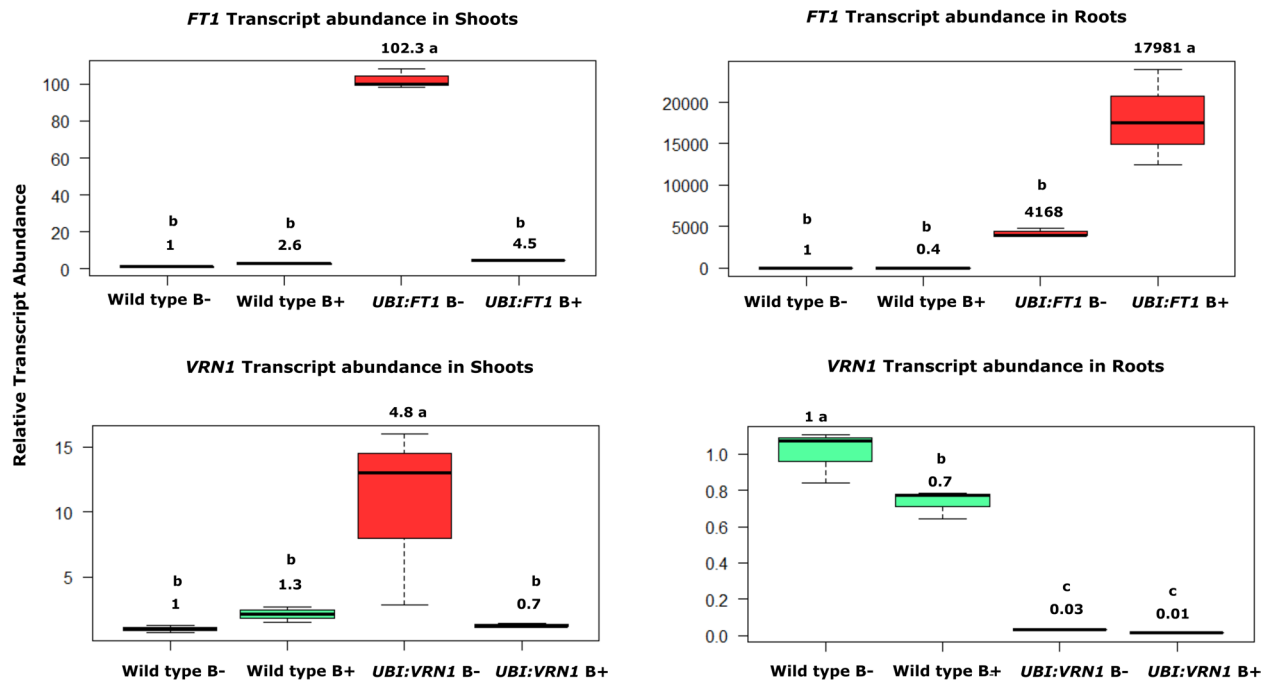 FT1 Transcript abundance in Shoots
102.3 a
100
80
60
40
20
0
b
1
b
2.6
b
4.5
Wild type B- Wild type B+ UBI:FT1 B- UBI:FT1 B+
FT1 Transcript abundance in Roots
17981 a
20000
15000
10000
5000
0
b
1
b
0.4
b
4168
Wild type B- Wild type B+ UBI:FT1 B- UBI:FT1 B+
Relative Transcript Abundance
VRN1 Transcript abundance in Shoots
4.8 a
15
10
5
b
1
b
1.3
b
0.7
Wild type B- Wild type B+ UBI:VRN1 B- UBI:VRN1 B+
VRN1 Transcript abundance in Roots
1 a
1.0
0.8
0.6
0.4
0.2
0.0
b
0.7
c
0.03
c
0.01
Wild type B- Wild type B+ UBI:VRN1 B- UBI:VRN1 B+